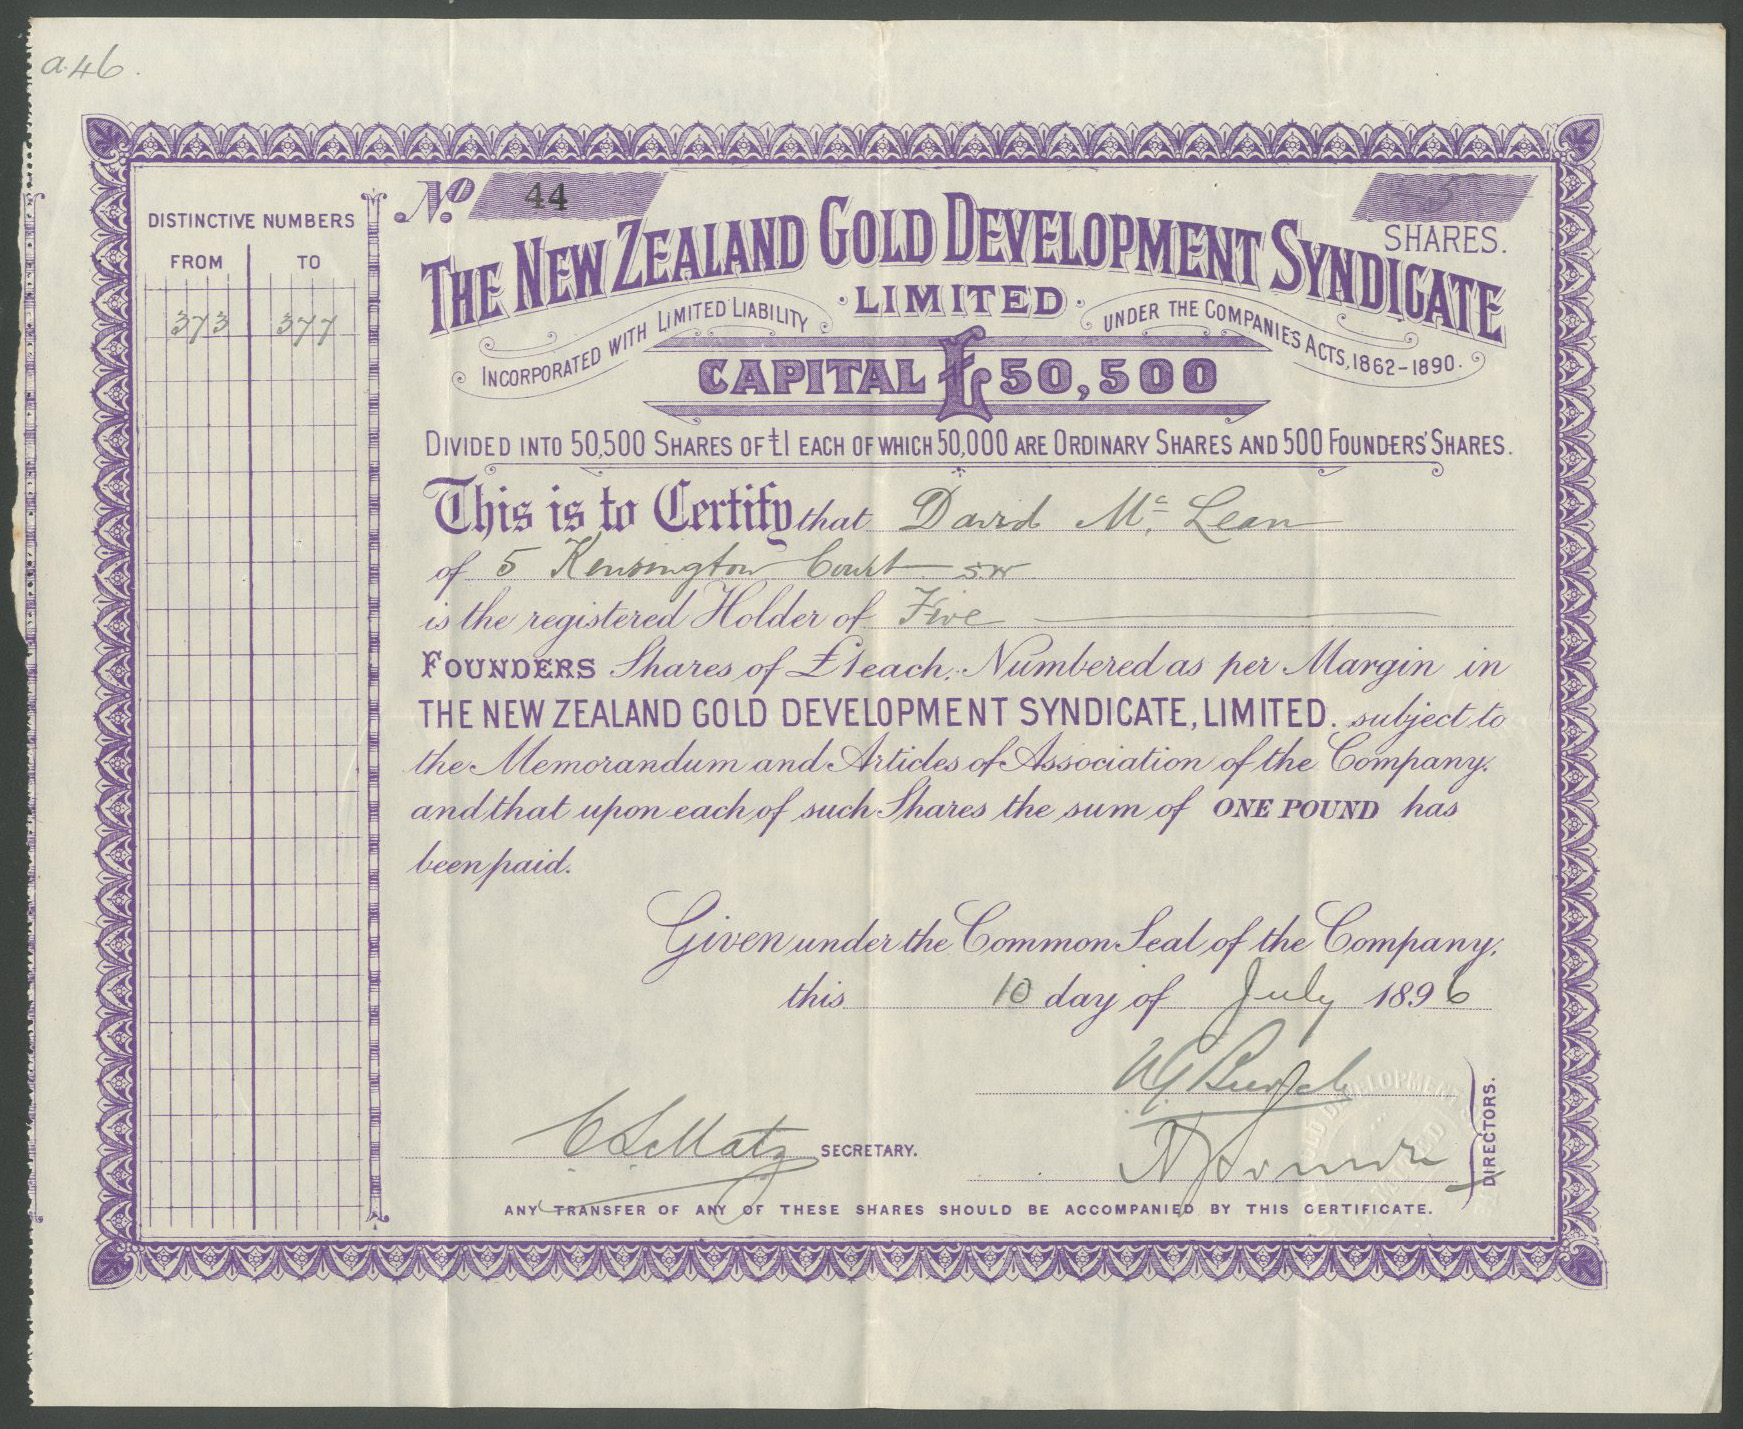 a.46.
No. 44
5
SHARES.
DISTINCTIVE NUMBERS
FROM TO
373 377
THE NEW ZEALAND GOLD DEVELOPMENT SYNDICATE
LIMITED
INCORPORATED WITH LIMITED LIABILITY UNDER THE COMPANIES ACTS, 1862-1890.
CAPITAL £50,500
DIVIDED INTO 50,500 SHARES OF £1 EACH OF WHICH 50,000 ARE ORDINARY SHARES AND 500 FOUNDERS' SHARES.
This is to Certify that David Mc. Lean
of 5 Kensington Court SW
is the registered Holder of Five
FOUNDERS Shares of £1 each, Numbered as per Margin in
THE NEW ZEALAND GOLD DEVELOPMENT SYNDICATE, LIMITED. subject to
the Memorandum and Articles of Association of the Company,
and that upon each of such Shares the sum of ONE POUND has
been paid.
Given under the Common Seal of the Company,
this 10 day of July 1896
DIRECTORS.
SECRETARY.
ANY TRANSFER OF ANY OF THESE SHARES SHOULD BE ACCOMPANIED BY THIS CERTIFICATE.